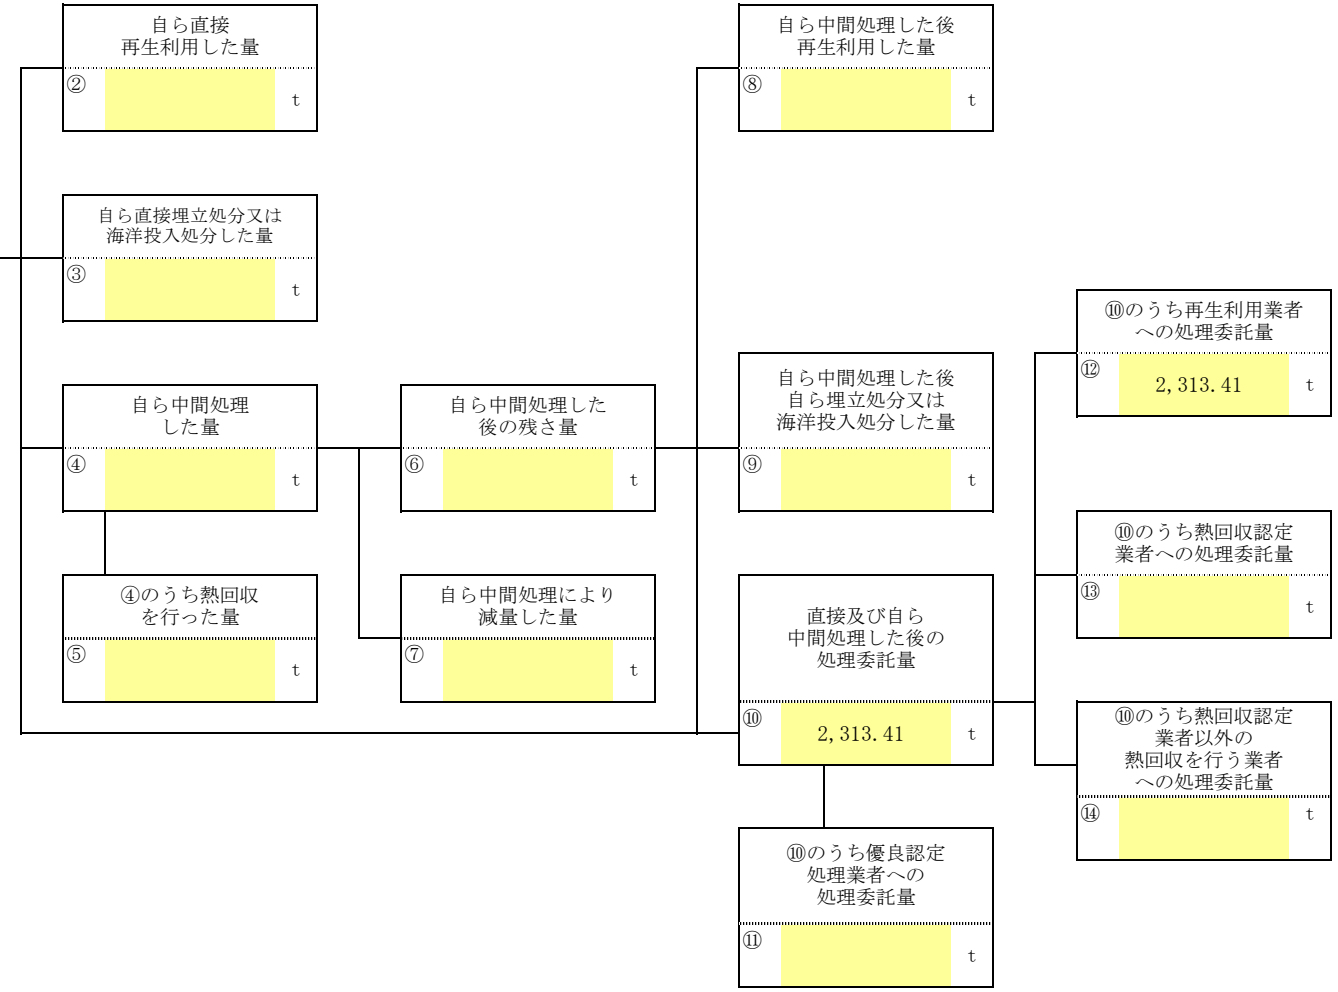 自ら直接
再生利用した量
②
t
自ら中間処理した後
再生利用した量
⑧
t
自ら直接埋立処分又は
海洋投入処分した量
③
t
⑩のうち再生利用業者
への処理委託量
⑫
2,313.41
t
自ら中間処理
した量
④
t
自ら中間処理した
後の残さ量
⑥
t
自ら中間処理した後
自ら埋立処分又は
海洋投入処分した量
⑨
t
⑩のうち熱回収認定
業者への処理委託量
⑬
t
④のうち熱回収
を行った量
⑤
t
自ら中間処理により
減量した量
⑦
t
直接及び自ら
中間処理した後の
処理委託量
⑩
2,313.41
t
⑩のうち熱回収認定
業者以外の
熱回収を行う業者
への処理委託量
⑭
t
⑩のうち優良認定
処理業者への
処理委託量
⑪
t